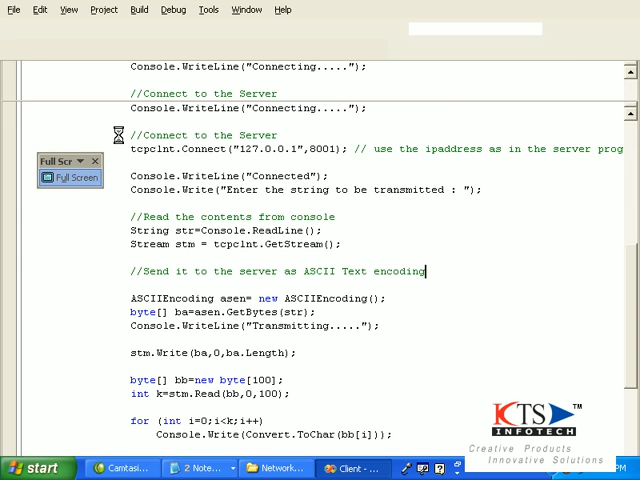 File Edit View Project Build Debug Tools Window Help
Console.WriteLine("Connecting.....");
//Connect to the Server
Console.WriteLine("Connecting.....");
//Connect to the Server
tcpclnt.Connect("127.0.0.1",8001); // use the ipaddress as in the server prog
Full Scr
Full Screen
Console.WriteLine("Connected");
Console.Write("Enter the string to be transmitted : ");
//Read the contents from console
String str=Console.ReadLine();
Stream stm = tcpclnt.GetStream();
//Send it to the server as ASCII Text encoding
ASCIIEncoding asen= new ASCIIEncoding();
byte[] ba=asen.GetBytes(str);
Console.WriteLine("Transmitting.....");
stm.Write(ba,0,ba.Length);
byte[] bb=new byte[100];
int k=stm.Read(bb,0,100);
for (int i=0;i<k;i++)
Console.Write(Convert.ToChar(bb[i]));
KTS TM
INFOTECH
Creative Products
Innovative Solutions
start Camtasi... 2 Note... Network... Client - ...